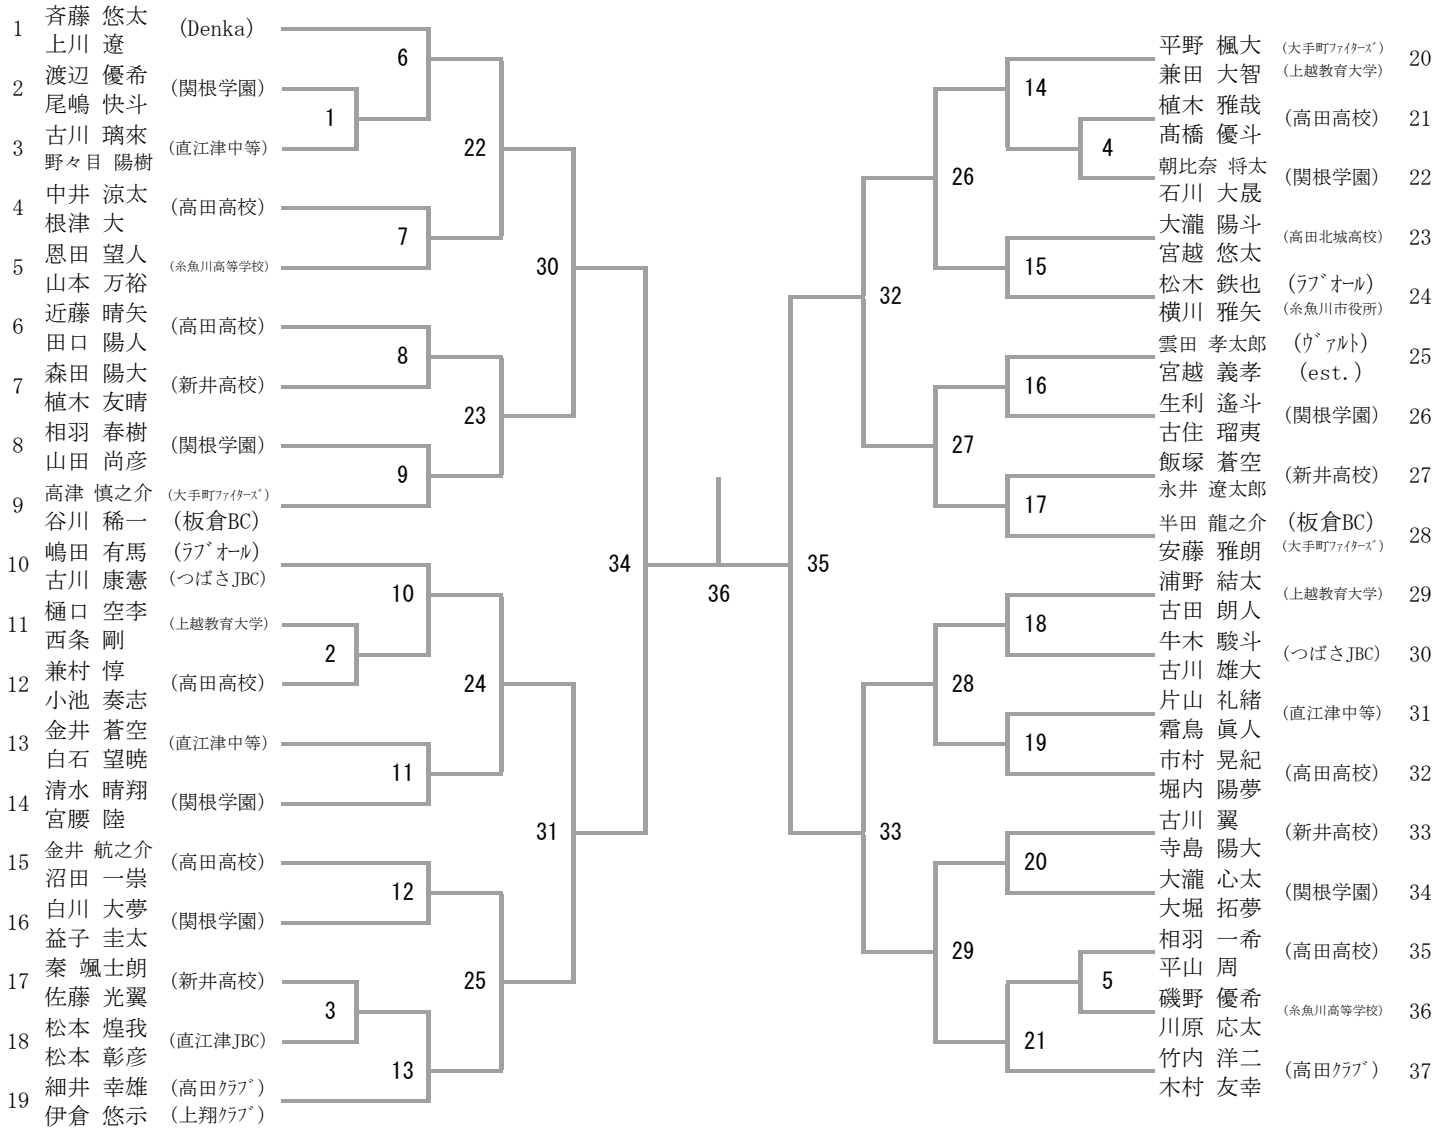 1 斉藤 悠太 (Denka)
上川 遼
2 渡辺 優希 (関根学園)
尾嶋 快斗
3 古川 璃來 (直江津中等)
野々目 陽樹
4 中井 涼太 (高田高校)
根津 大
5 恩田 望人 (糸魚川高等学校)
山本 万裕
6 近藤 晴矢 (高田高校)
田口 陽人
7 森田 陽大 (新井高校)
植木 友晴
8 相羽 春樹 (関根学園)
山田 尚彦
9 高津 慎之介 (大手町ﾌｧｲﾀｰｽﾞ)
谷川 稀一 (板倉BC)
10 嶋田 有馬 (ﾗﾌﾞｵｰﾙ)
古川 康憲 (つばさJBC)
11 樋口 空李 (上越教育大学)
西条 剛
12 兼村 惇 (高田高校)
小池 奏志
13 金井 蒼空 (直江津中等)
白石 望暁
14 清水 晴翔 (関根学園)
宮腰 陸
15 金井 航之介 (高田高校)
沼田 一崇
16 白川 大夢 (関根学園)
益子 圭太
17 秦 颯士朗 (新井高校)
佐藤 光翼
18 松本 煌我 (直江津JBC)
松本 彰彦
19 細井 幸雄 (高田ｸﾗﾌﾞ)
伊倉 悠示 (上翔ｸﾗﾌﾞ)
1
2
3
6
7
8
9
10
11
12
13
22
23
24
25
30
31
34
36
35
32
33
26
27
28
29
14
15
16
17
18
19
20
21
4
5
平野 楓大 (大手町ﾌｧｲﾀｰｽﾞ) 20
兼田 大智 (上越教育大学)
植木 雅哉 (高田高校) 21
髙橋 優斗
朝比奈 将太 (関根学園) 22
石川 大晟
大瀧 陽斗 (高田北城高校) 23
宮越 悠太
松木 鉄也 (ﾗﾌﾞｵｰﾙ) 24
横川 雅矢 (糸魚川市役所)
雲田 孝太郎 (ヴｧﾙﾄ) 25
宮越 義孝 (est.)
生利 遙斗 (関根学園) 26
古住 瑠夷
飯塚 蒼空 (新井高校) 27
永井 遼太郎
半田 龍之介 (板倉BC) 28
安藤 雅朗 (大手町ﾌｧｲﾀｰｽﾞ)
浦野 結太 (上越教育大学) 29
古田 朗人
牛木 駿斗 (つばさJBC) 30
古川 雄大
片山 礼緒 (直江津中等) 31
霜鳥 眞人
市村 晃紀 (高田高校) 32
堀内 陽夢
古川 翼 (新井高校) 33
寺島 陽大
大瀧 心太 (関根学園) 34
大堀 拓夢
相羽 一希 (高田高校) 35
平山 周
磯野 優希 (糸魚川高等学校) 36
川原 応太
竹内 洋二 (高田ｸﾗﾌﾞ) 37
木村 友幸